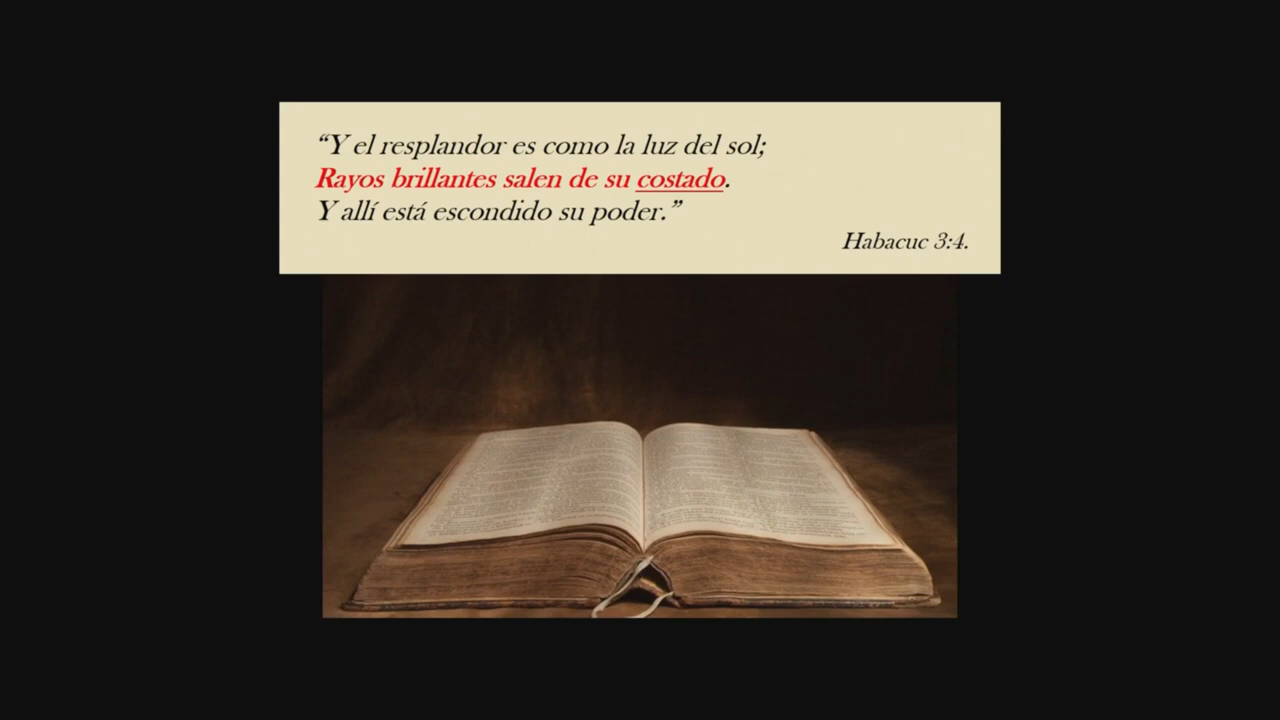 “Y el resplandor es como la luz del sol;
Rayos brillantes salen de su costado.
Y allí está escondido su poder.”
Habacuc 3:4.